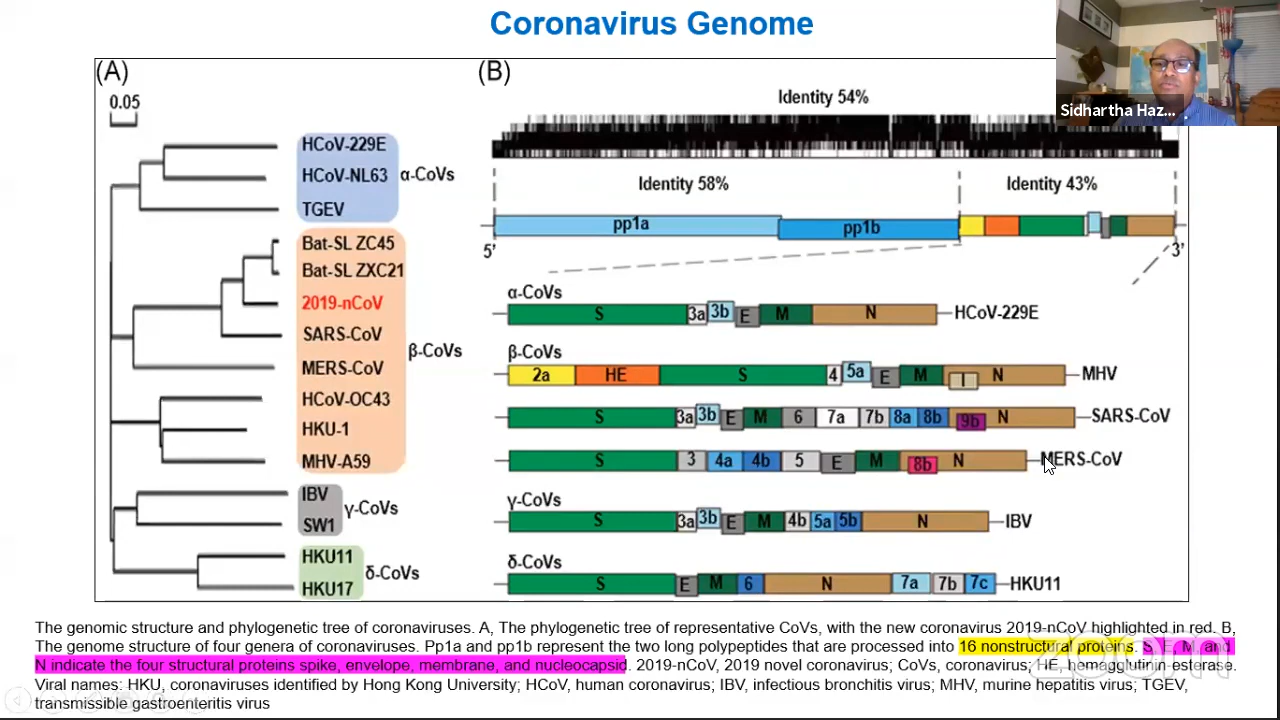 Coronavirus Genome
Sidhartha Haz...
(A)
0.05
HCoV-229E
HCoV-NL63
TGEV
α-CoVs
Bat-SL ZC45
Bat-SL ZXC21
2019-nCoV
SARS-CoV
MERS-CoV
HCoV-OC43
HKU-1
MHV-A59
β-CoVs
IBV
SW1
γ-CoVs
HKU11
HKU17
δ-CoVs
(B)
Identity 54%
Identity 58% Identity 43%
pp1a pp1b
5' 3'
α-CoVs
S 3a 3b E M N HCoV-229E
β-CoVs
2a HE S 4 5a E M I N MHV
S 3a 3b E M 6 7a 7b 8a 8b 9b N SARS-CoV
S 3 4a 4b 5 E M 8b N MERS-CoV
γ-CoVs
S 3a 3b E M 4b 5a 5b N IBV
δ-CoVs
S E M 6 N 7a 7b 7c HKU11
The genomic structure and phylogenetic tree of coronaviruses. A, The phylogenetic tree of representative CoVs, with the new coronavirus 2019-nCoV highlighted in red. B,
The genome structure of four genera of coronaviruses. Pp1a and pp1b represent the two long polypeptides that are processed into 16 nonstructural proteins. S, E, M, and
N indicate the four structural proteins spike, envelope, membrane, and nucleocapsid. 2019-nCoV, 2019 novel coronavirus; CoVs, coronavirus; HE, hemagglutinin esterase.
Viral names: HKU, coronaviruses identified by Hong Kong University; HCoV, human coronavirus; IBV, infectious bronchitis virus; MHV, murine hepatitis virus; TGEV,
transmissible gastroenteritis virus
zoom